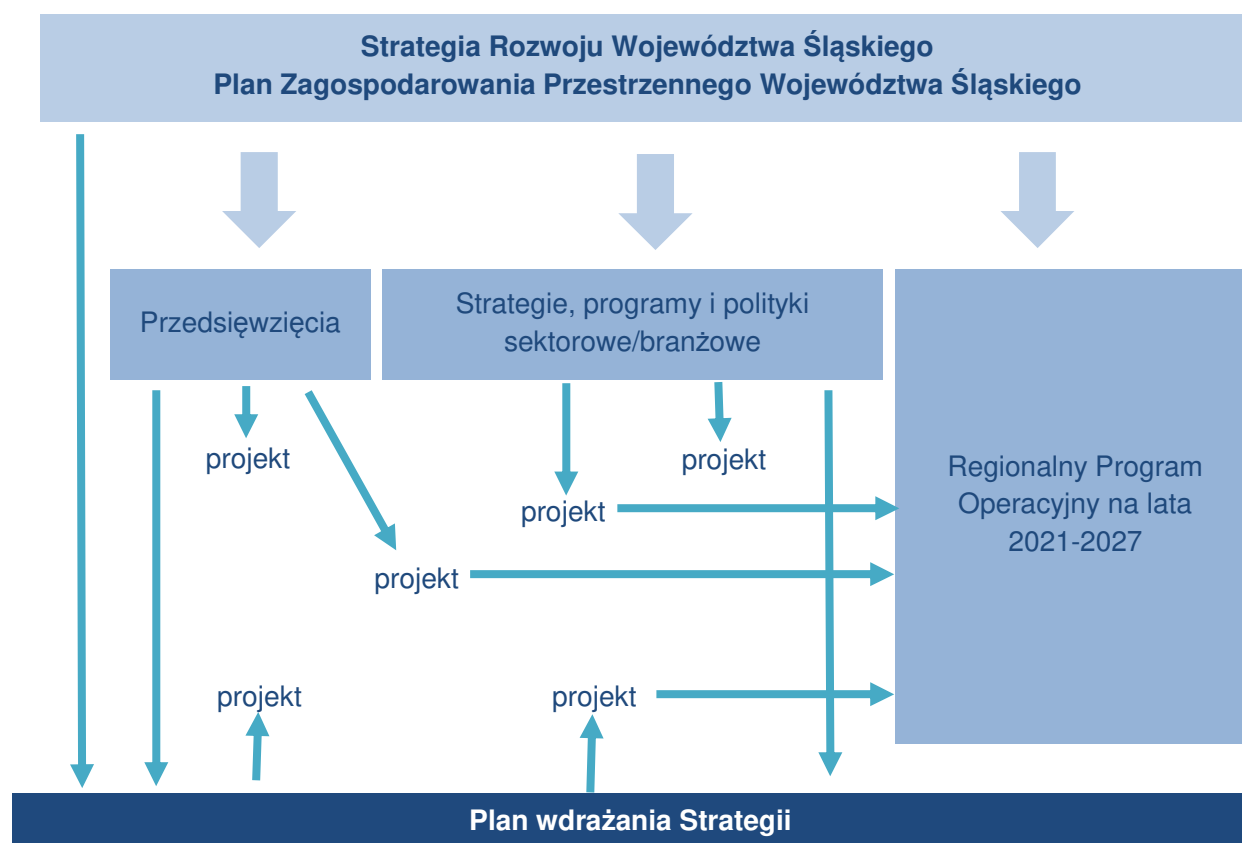 Strategia Rozwoju Województwa Śląskiego
Plan Zagospodarowania Przestrzennego Województwa Śląskiego
Przedsięwzięcia
Strategie, programy i polityki
sektorowe/branżowe
Regionalny Program
Operacyjny na lata
2021-2027
projekt
projekt
projekt
projekt
projekt
projekt
Plan wdrażania Strategii